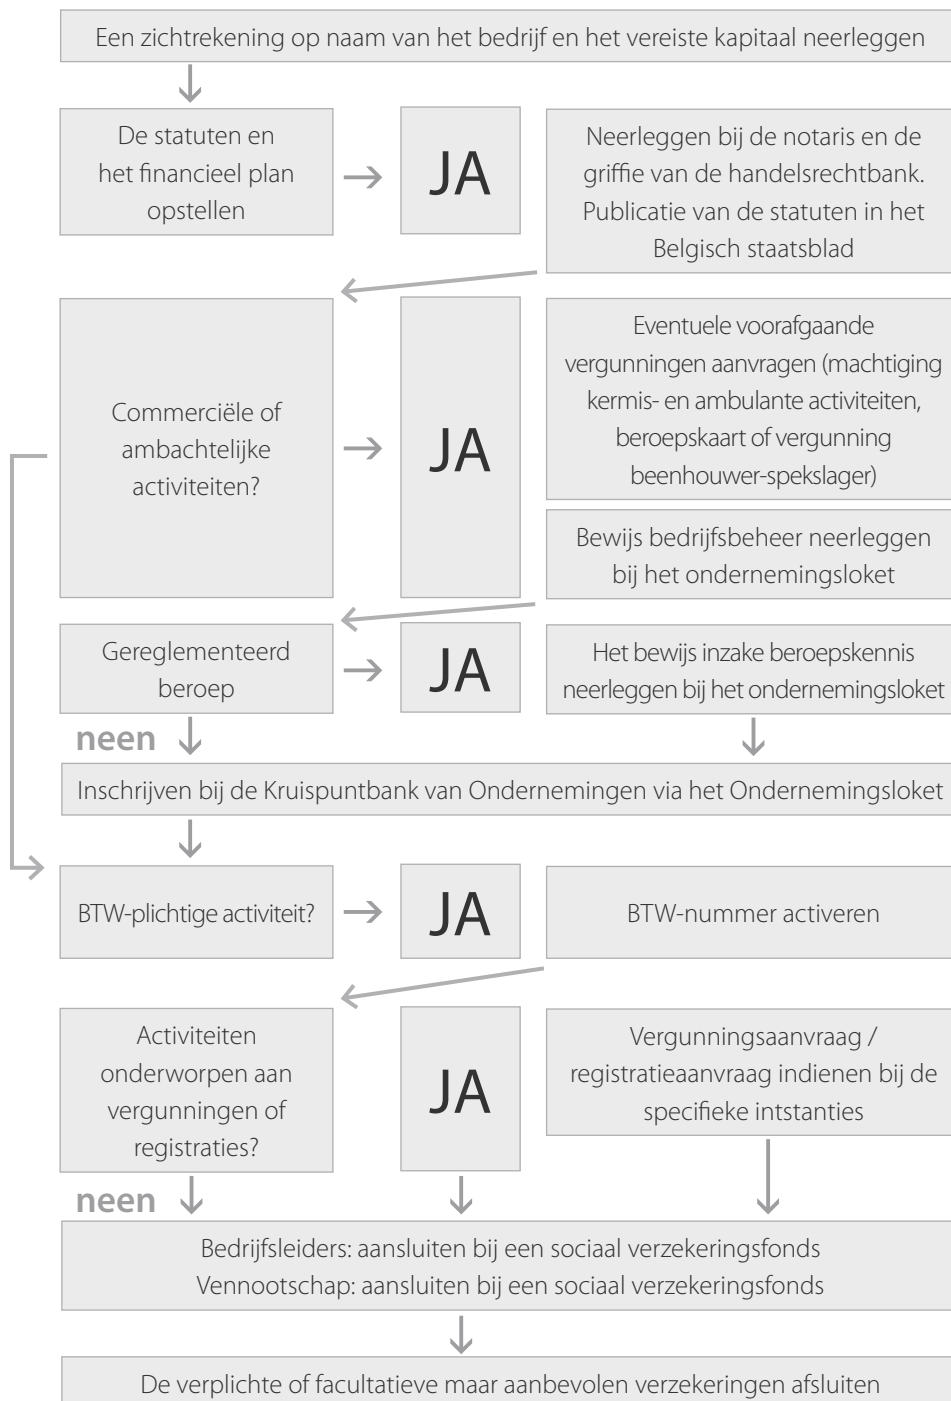 Een zichtrekening op naam van het bedrijf en het vereiste kapitaal neerleggen
De statuten en
het financieel plan
opstellen
JA
Neerleggen bij de notaris en de
griffie van de handelsrechtbank.
Publicatie van de statuten in het
Belgisch staatsblad
Commerciële of
ambachtelijke
activiteiten?
JA
Eventuele voorafgaande
vergunningen aanvragen (machtiging
kermis- en ambulante activiteiten,
beroepskaart of vergunning
beenhouwer-spekslager)
Bewijs bedrijfsbeheer neerleggen
bij het ondernemingsloket
Gereglementeerd
beroep
JA
Het bewijs inzake beroepskennis
neerleggen bij het ondernemingsloket
neen
Inschrijven bij de Kruispuntbank van Ondernemingen via het Ondernemingsloket
BTW-plichtige activiteit?
JA
BTW-nummer activeren
Activiteiten
onderworpen aan
vergunningen of
registraties?
JA
Vergunningsaanvraag /
registratieaanvraag indienen bij de
specifieke intstanties
neen
Bedrijfsleiders: aansluiten bij een sociaal verzekeringsfonds
Vennootschap: aansluiten bij een sociaal verzekeringsfonds
De verplichte of facultatieve maar aanbevolen verzekeringen afsluiten